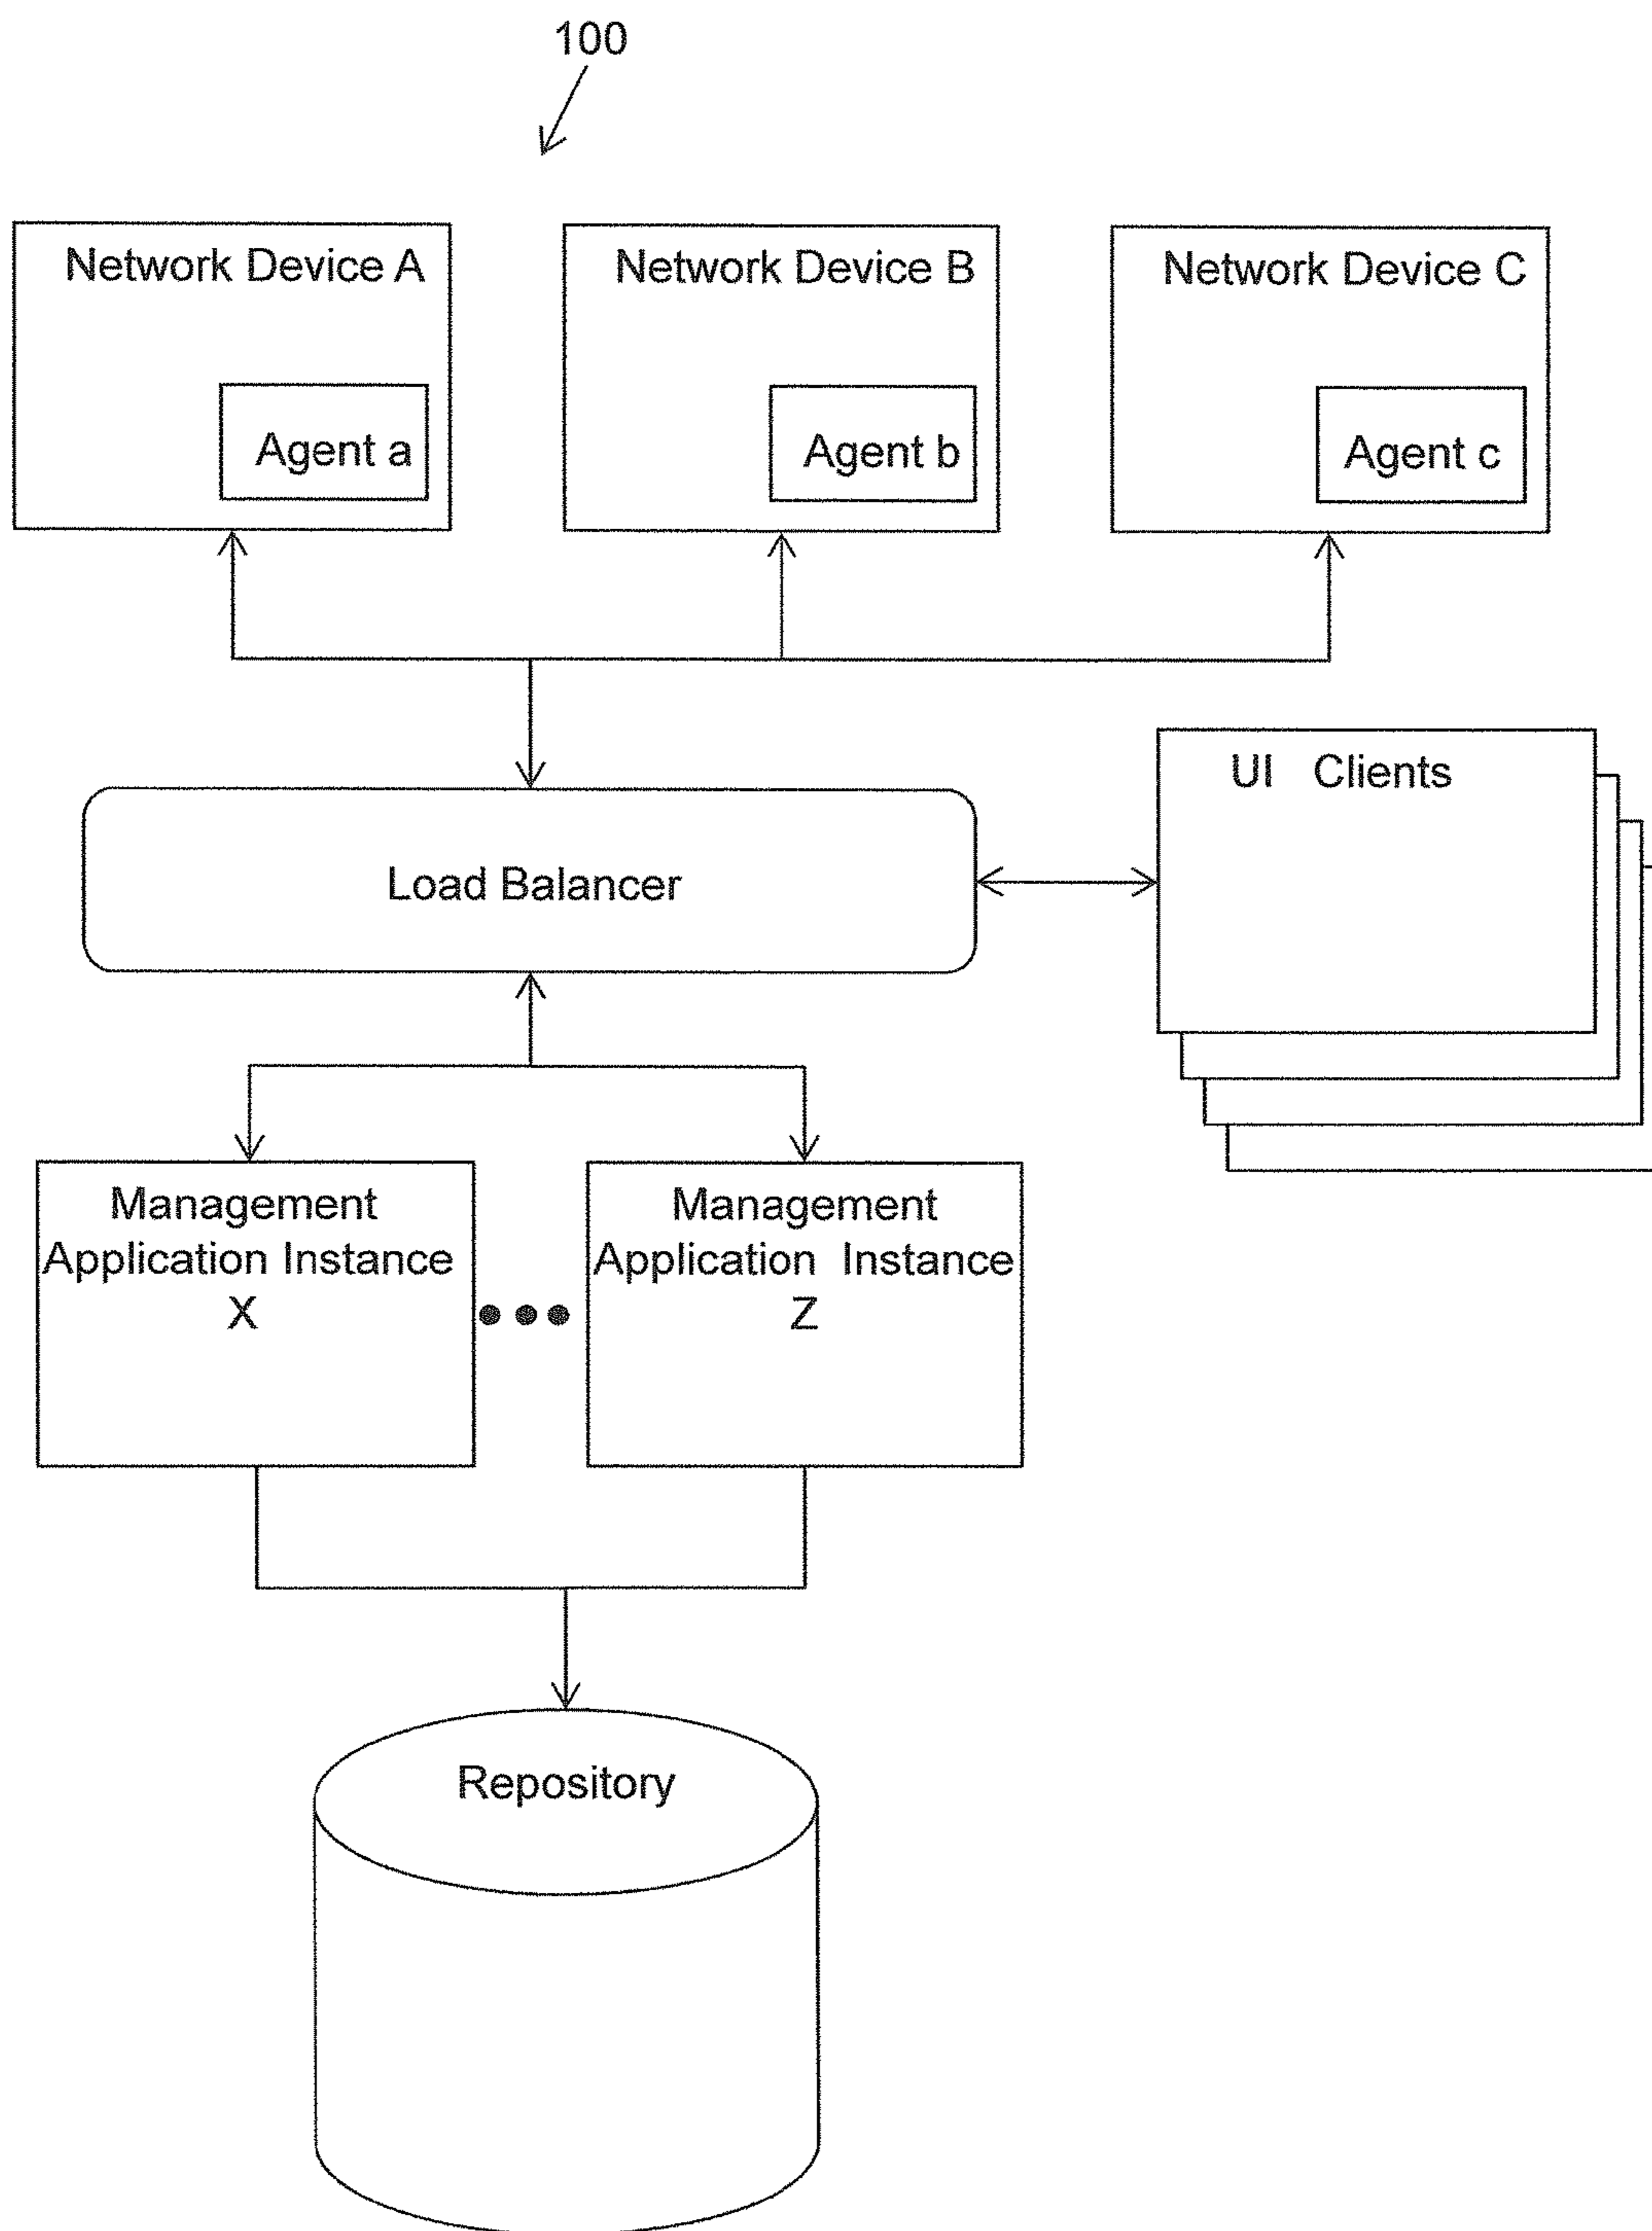 100
Network Device A
Network Device B
Network Device C
Agent a
Agent b
Agent c
UI Clients
Load Balancer
Management
Application Instance
X
Management
Application Instance
Z
Repository